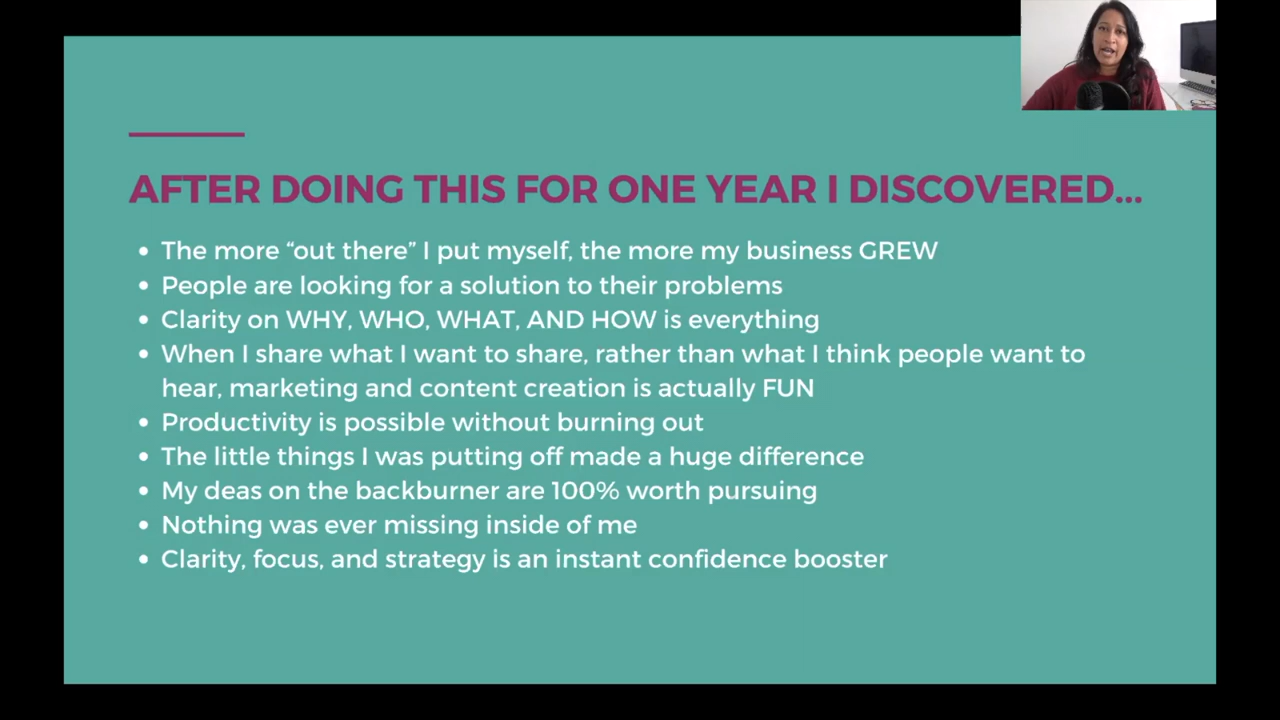 AFTER DOING THIS FOR ONE YEAR I DISCOVERED...
• The more “out there” I put myself, the more my business GREW
• People are looking for a solution to their problems
• Clarity on WHY, WHO, WHAT, AND HOW is everything
• When I share what I want to share, rather than what I think people want to
hear, marketing and content creation is actually FUN
• Productivity is possible without burning out
• The little things I was putting off made a huge difference
• My deas on the backburner are 100% worth pursuing
• Nothing was ever missing inside of me
• Clarity, focus, and strategy is an instant confidence booster